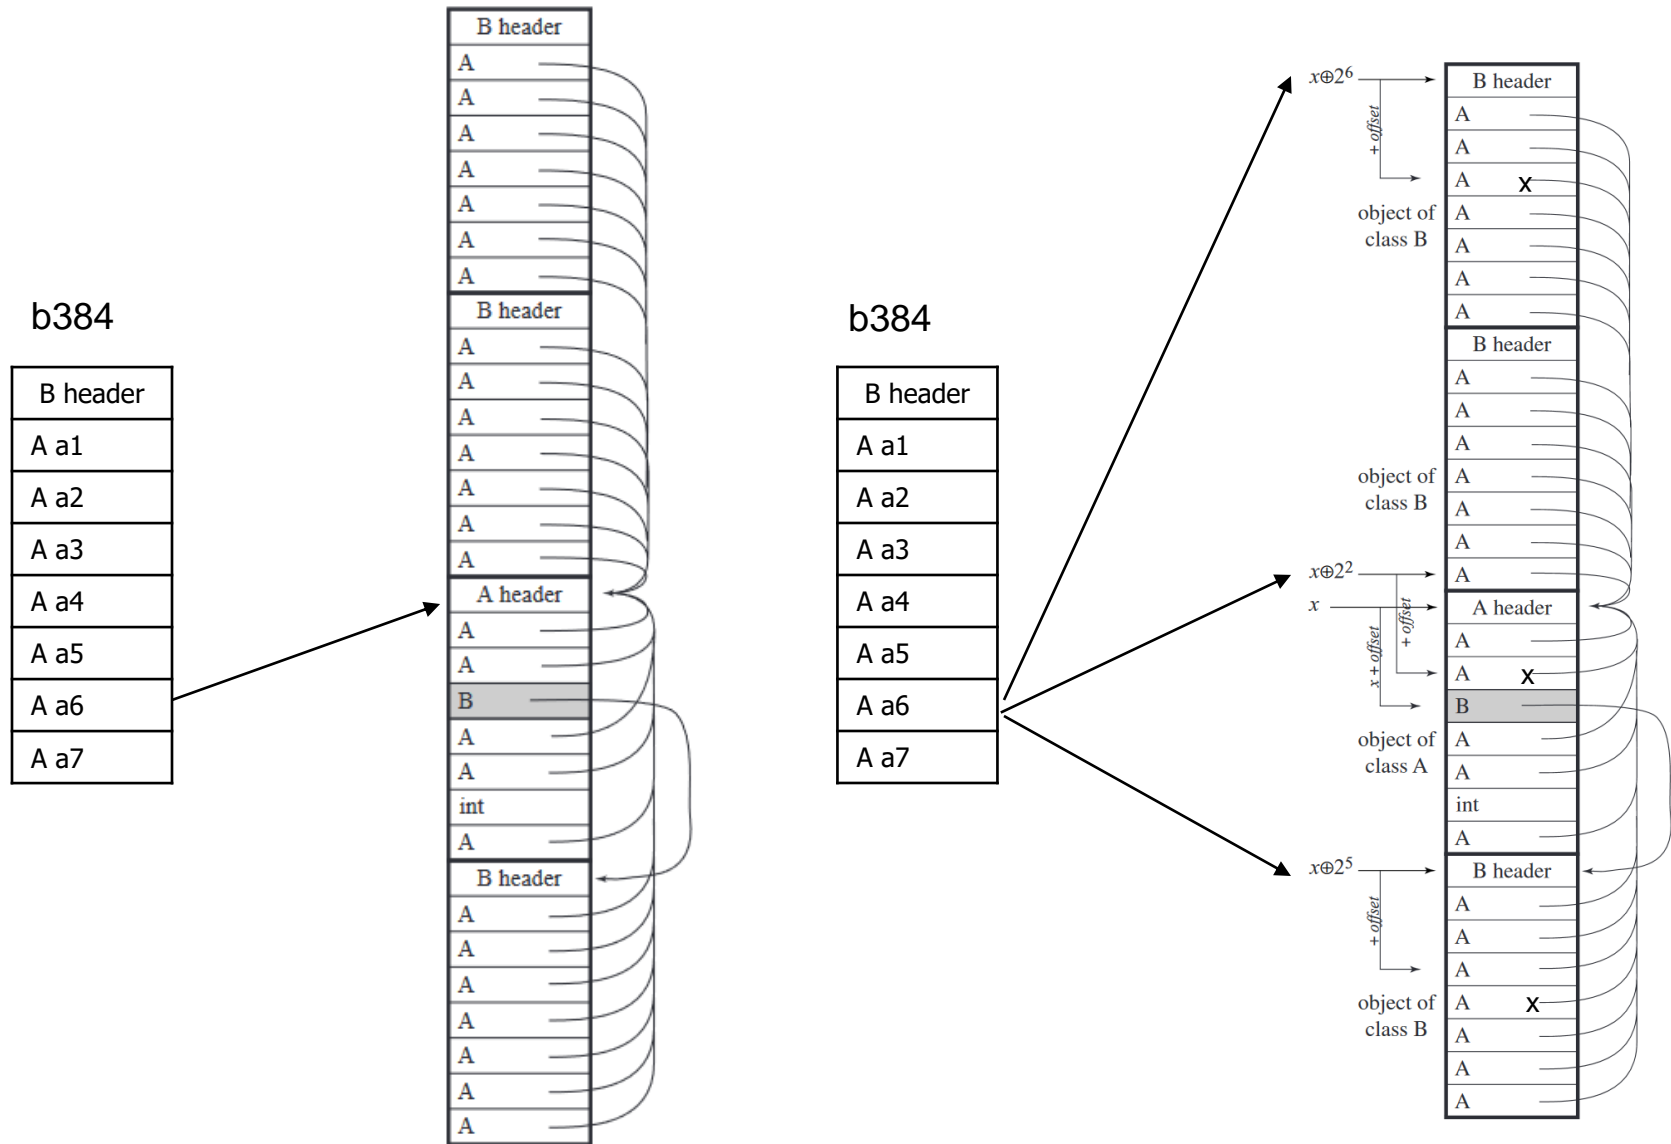 b384
B header
A a1
A a2
A a3
A a4
A a5
A a6
A a7
B header
A
A
A
A
A
A
A
B header
A
A
A
A
A
A
A
A header
A
A
B
A
A
int
A
B header
A
A
A
A
A
A
A
b384
B header
A a1
A a2
A a3
A a4
A a5
A a6
A a7
x⊕2⁶
+ offset
object of
class B
object of
class B
x⊕2²
x
x + offset
+ offset
object of
class A
x⊕2⁵
+ offset
object of
class B
B header
A
A
A x
A
A
A
A
B header
A
A
A
A
A
A
A
A header
A
A x
B
A
A
int
A
B header
A
A
A
A x
A
A
A